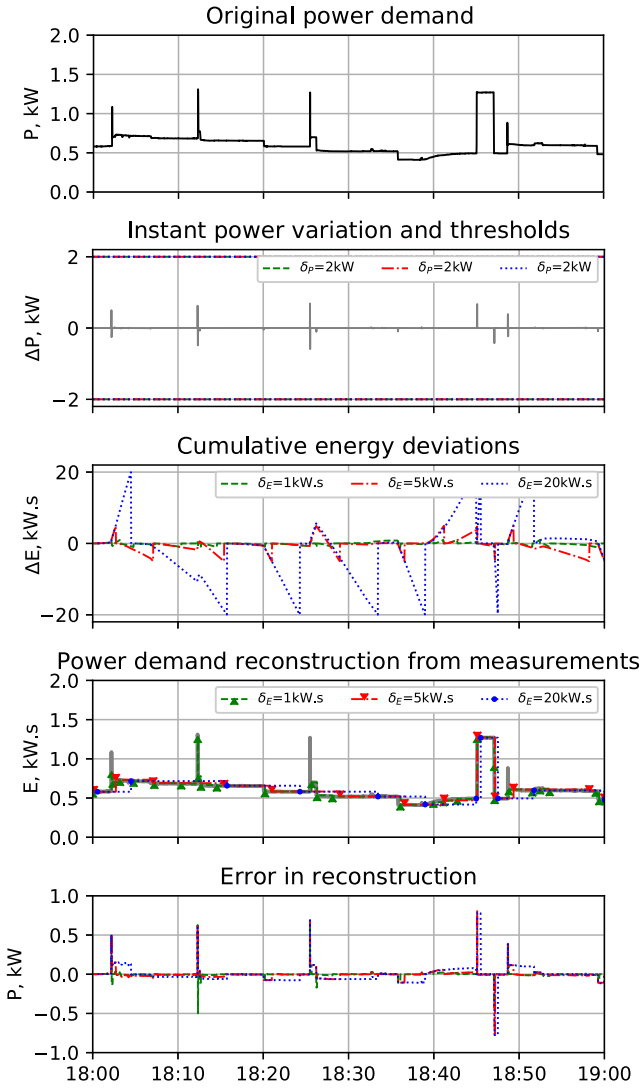 Original power demand
2.0
1.5
1.0
0.5
0.0
P, kW
Instant power variation and thresholds
2
0
−2
ΔP, kW
δP=2kW δP=2kW δP=2kW
Cumulative energy deviations
20
0
−20
ΔE, kW.s
δE=1kW.s δE=5kW.s δE=20kW.s
Power demand reconstruction from measurements
2.0
1.5
1.0
0.5
0.0
E, kW.s
δE=1kW.s δE=5kW.s δE=20kW.s
Error in reconstruction
1.0
0.5
0.0
−0.5
−1.0
P, kW
18:00 18:10 18:20 18:30 18:40 18:50 19:00